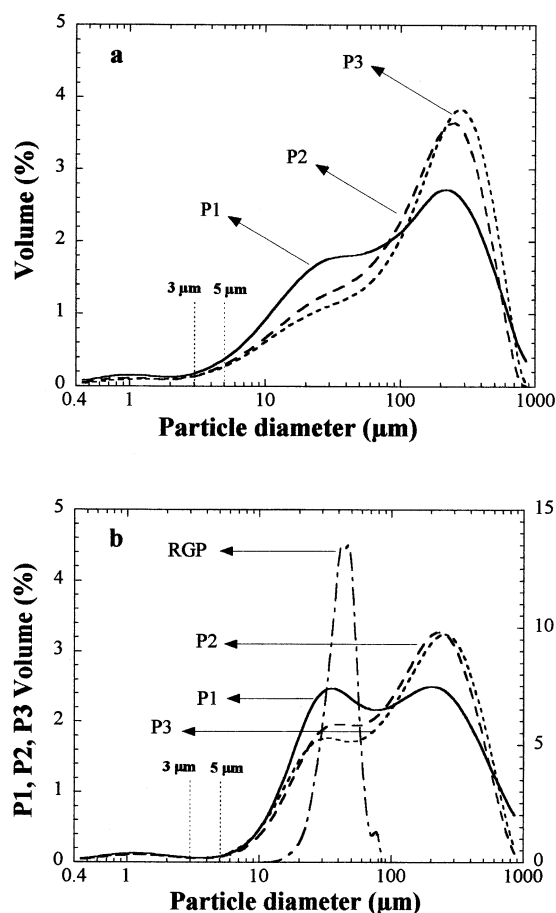 5
a
P3
4
3
P2
P1
2
3 µm
5 µm
1
0
0.4
1
10
100
1000
Volume (%)
Particle diameter (µm)
5
15
b
RGP
4
3
10
P2
P1
2
P3
5
3 µm
5 µm
1
0
0
0.4
1
10
100
1000
P1, P2, P3 Volume (%)
Particle diameter (µm)